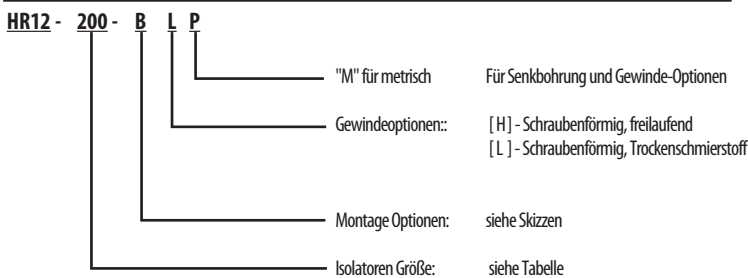 HR12 - 200 - B L P
"M" für metrisch Für Senkbohrung und Gewinde-Optionen
Gewindeoptionen:: [ H ] - Schraubenförmig, freilaufend
[ L ] - Schraubenförmig, Trockenschmierstoff
Montage Optionen: siehe Skizzen
Isolatoren Größe: siehe Tabelle